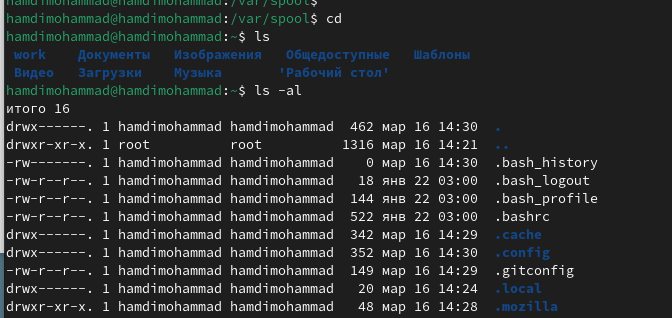 hamdimohammad@hamdimohammad:/var/spool$
hamdimohammad@hamdimohammad:/var/spool$ cd
hamdimohammad@hamdimohammad:~$ ls
work Документы Изображения Общедоступные Шаблоны
Видео Загрузки Музыка 'Рабочий стол'
hamdimohammad@hamdimohammad:~$ ls -al
итого 16
drwx------. 1 hamdimohammad hamdimohammad 462 мар 16 14:30 .
drwxr-xr-x. 1 root root 1316 мар 16 14:21 ..
-rw-------. 1 hamdimohammad hamdimohammad 0 мар 16 14:30 .bash_history
-rw-r--r--. 1 hamdimohammad hamdimohammad 18 янв 22 03:00 .bash_logout
-rw-r--r--. 1 hamdimohammad hamdimohammad 144 янв 22 03:00 .bash_profile
-rw-r--r--. 1 hamdimohammad hamdimohammad 522 янв 22 03:00 .bashrc
drwx------. 1 hamdimohammad hamdimohammad 342 мар 16 14:29 .cache
drwx------. 1 hamdimohammad hamdimohammad 352 мар 16 14:30 .config
-rw-r--r--. 1 hamdimohammad hamdimohammad 149 мар 16 14:29 .gitconfig
drwx------. 1 hamdimohammad hamdimohammad 20 мар 16 14:24 .local
drwxr-xr-x. 1 hamdimohammad hamdimohammad 48 мар 16 14:28 .mozilla